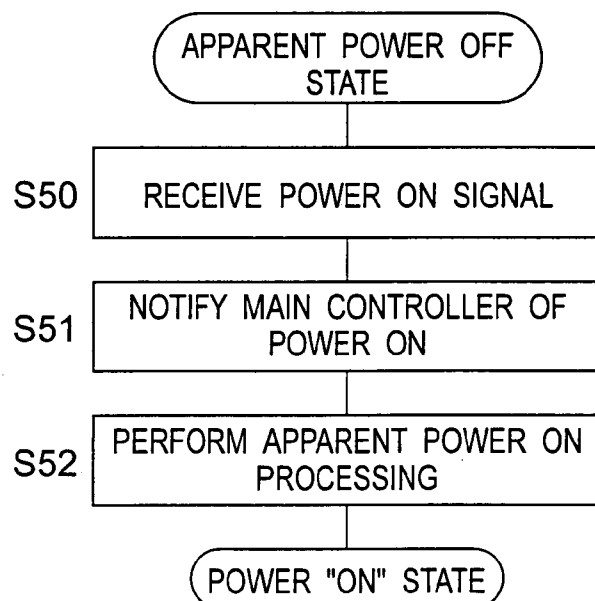 APPARENT POWER OFF
STATE
S50 RECEIVE POWER ON SIGNAL
S51 NOTIFY MAIN CONTROLLER OF
POWER ON
S52 PERFORM APPARENT POWER ON
PROCESSING
POWER "ON" STATE